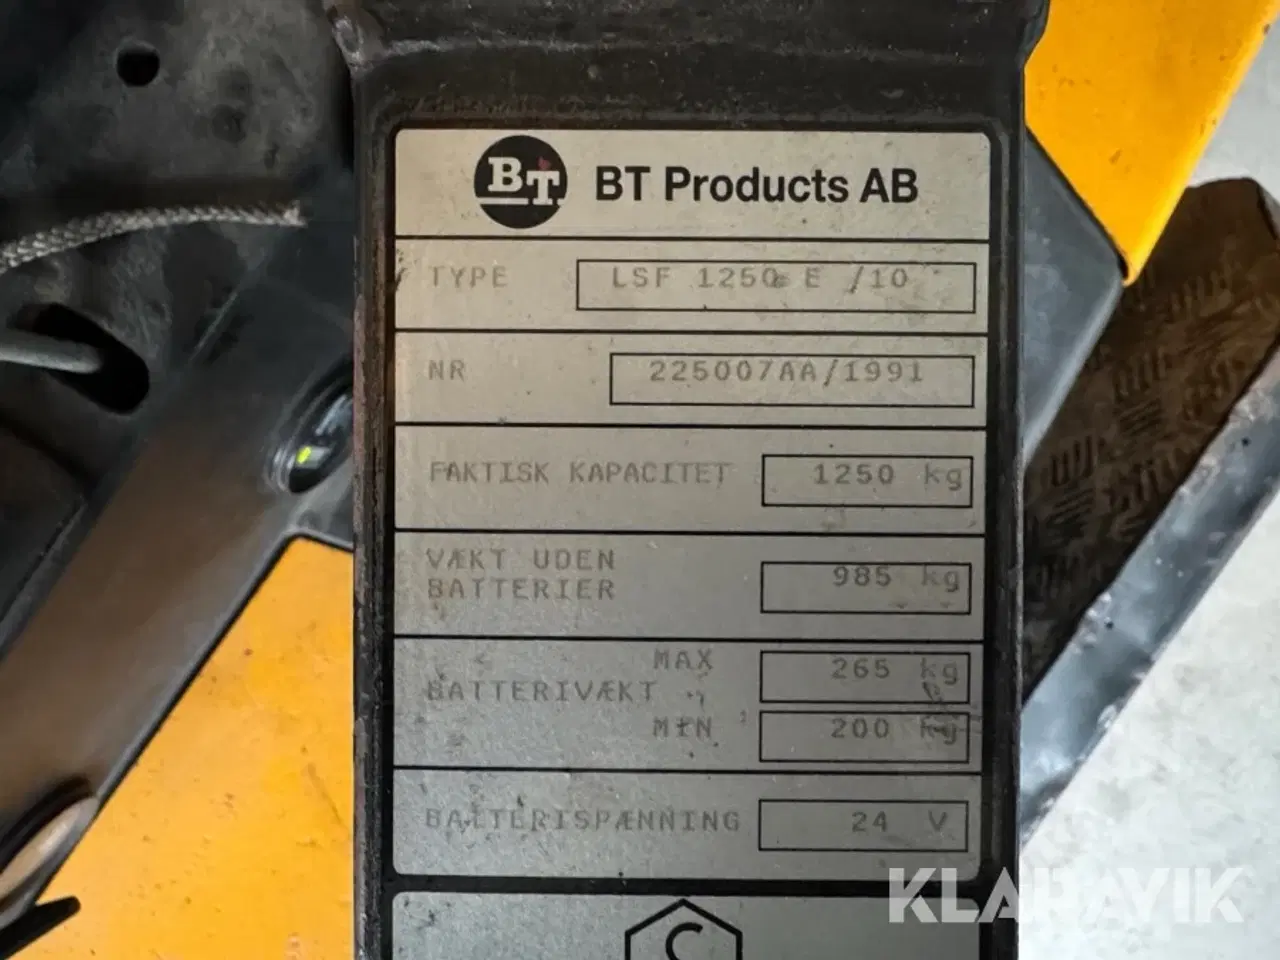 BT BT Products AB
TYPE LSF 1250 E /10
NR 225007AA/1991
FAKTISK KAPACITET 1250 kg
VÆKT UDEN
BATTERIER 985 kg
MAX 265 kg
BATTERIVÆKT
MIN 200 kg
BATTERISPÆNNING 24 V
KLARAVIK